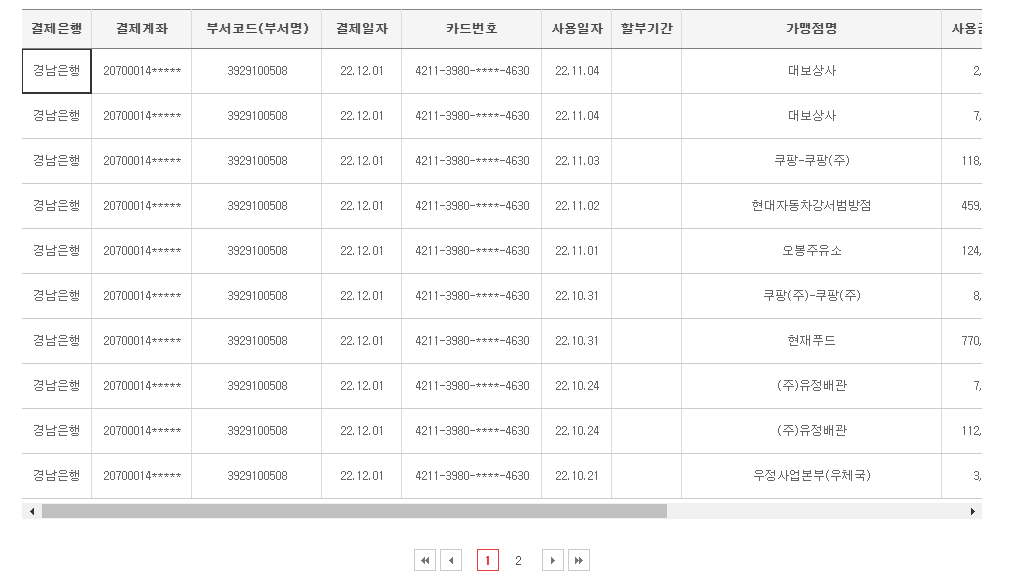 결제은행 결제계좌 부서코드(부서명) 결제일자 카드번호 사용일자 할부기간 가맹점명 사용금
경남은행 20700014***** 3929100508 22.12.01 4211-3980-****-4630 22.11.04 대보상사 2,
경남은행 20700014***** 3929100508 22.12.01 4211-3980-****-4630 22.11.04 대보상사 7,
경남은행 20700014***** 3929100508 22.12.01 4211-3980-****-4630 22.11.03 쿠팡-쿠팡(주) 118,
경남은행 20700014***** 3929100508 22.12.01 4211-3980-****-4630 22.11.02 현대자동차강서범방점 459,
경남은행 20700014***** 3929100508 22.12.01 4211-3980-****-4630 22.11.01 오봉주유소 124,
경남은행 20700014***** 3929100508 22.12.01 4211-3980-****-4630 22.10.31 쿠팡(주)-쿠팡(주) 8,
경남은행 20700014***** 3929100508 22.12.01 4211-3980-****-4630 22.10.31 현재푸드 770,
경남은행 20700014***** 3929100508 22.12.01 4211-3980-****-4630 22.10.24 (주)유정배관 7,
경남은행 20700014***** 3929100508 22.12.01 4211-3980-****-4630 22.10.24 (주)유정배관 112,
경남은행 20700014***** 3929100508 22.12.01 4211-3980-****-4630 22.10.21 우정사업본부(우체국) 3,
1 2